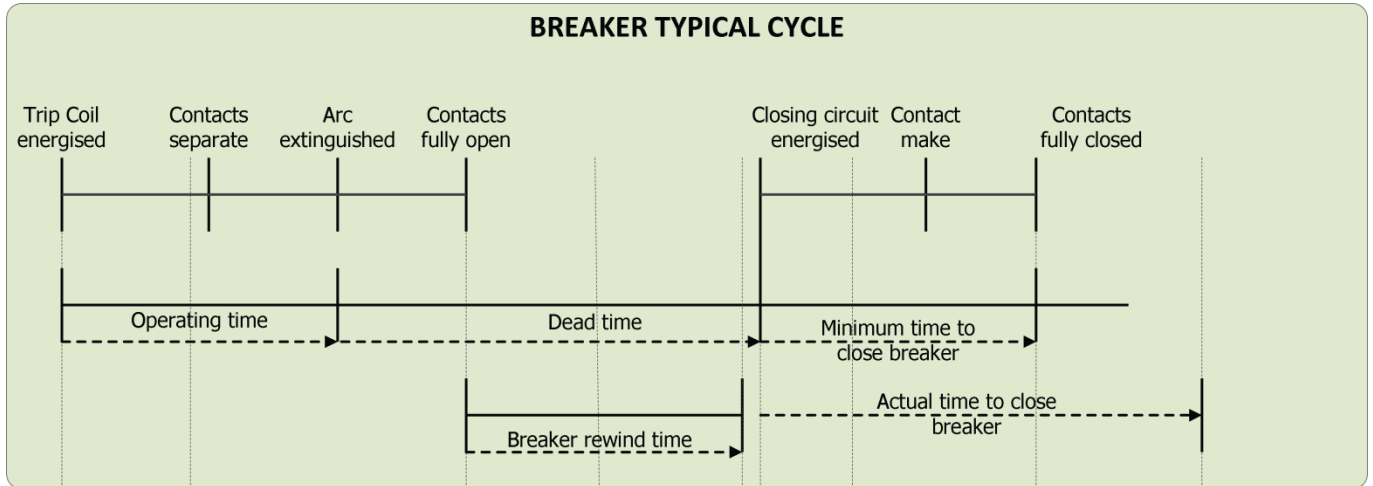 BREAKER TYPICAL CYCLE
Trip Coil
energised
Contacts
separate
Arc
extinguished
Contacts
fully open
Closing circuit
energised
Contact
make
Contacts
fully closed
Operating time
Dead time
Minimum time to
close breaker
Actual time to close
breaker
Breaker rewind time